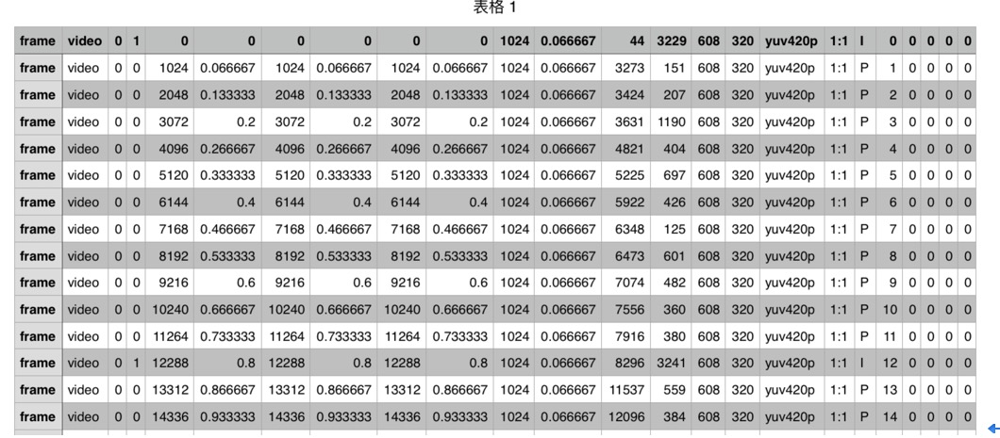 表格 1
frame video 0 1 0 0 0 0 0 0 1024 0.066667 44 3229 608 320 yuv420p 1:1 I 0 0 0 0 0
frame video 0 0 1024 0.066667 1024 0.066667 1024 0.066667 1024 0.066667 3273 151 608 320 yuv420p 1:1 P 1 0 0 0 0
frame video 0 0 2048 0.133333 2048 0.133333 2048 0.133333 1024 0.066667 3424 207 608 320 yuv420p 1:1 P 2 0 0 0 0
frame video 0 0 3072 0.2 3072 0.2 3072 0.2 1024 0.066667 3631 1190 608 320 yuv420p 1:1 P 3 0 0 0 0
frame video 0 0 4096 0.266667 4096 0.266667 4096 0.266667 1024 0.066667 4821 404 608 320 yuv420p 1:1 P 4 0 0 0 0
frame video 0 0 5120 0.333333 5120 0.333333 5120 0.333333 1024 0.066667 5225 697 608 320 yuv420p 1:1 P 5 0 0 0 0
frame video 0 0 6144 0.4 6144 0.4 6144 0.4 1024 0.066667 5922 426 608 320 yuv420p 1:1 P 6 0 0 0 0
frame video 0 0 7168 0.466667 7168 0.466667 7168 0.466667 1024 0.066667 6348 125 608 320 yuv420p 1:1 P 7 0 0 0 0
frame video 0 0 8192 0.533333 8192 0.533333 8192 0.533333 1024 0.066667 6473 601 608 320 yuv420p 1:1 P 8 0 0 0 0
frame video 0 0 9216 0.6 9216 0.6 9216 0.6 1024 0.066667 7074 482 608 320 yuv420p 1:1 P 9 0 0 0 0
frame video 0 0 10240 0.666667 10240 0.666667 10240 0.666667 1024 0.066667 7556 360 608 320 yuv420p 1:1 P 10 0 0 0 0
frame video 0 0 11264 0.733333 11264 0.733333 11264 0.733333 1024 0.066667 7916 380 608 320 yuv420p 1:1 P 11 0 0 0 0
frame video 0 1 12288 0.8 12288 0.8 12288 0.8 1024 0.066667 8296 3241 608 320 yuv420p 1:1 I 12 0 0 0 0
frame video 0 0 13312 0.866667 13312 0.866667 13312 0.866667 1024 0.066667 11537 559 608 320 yuv420p 1:1 P 13 0 0 0 0
frame video 0 0 14336 0.933333 14336 0.933333 14336 0.933333 1024 0.066667 12096 384 608 320 yuv420p 1:1 P 14 0 0 0 0